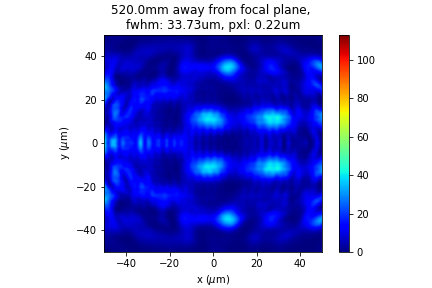 520.0mm away from focal plane,
fwhm: 33.73um, pxl: 0.22um
40
20
0
−20
−40
y (μm)
−40 −20 0 20 40
x (μm)
100
80
60
40
20
0